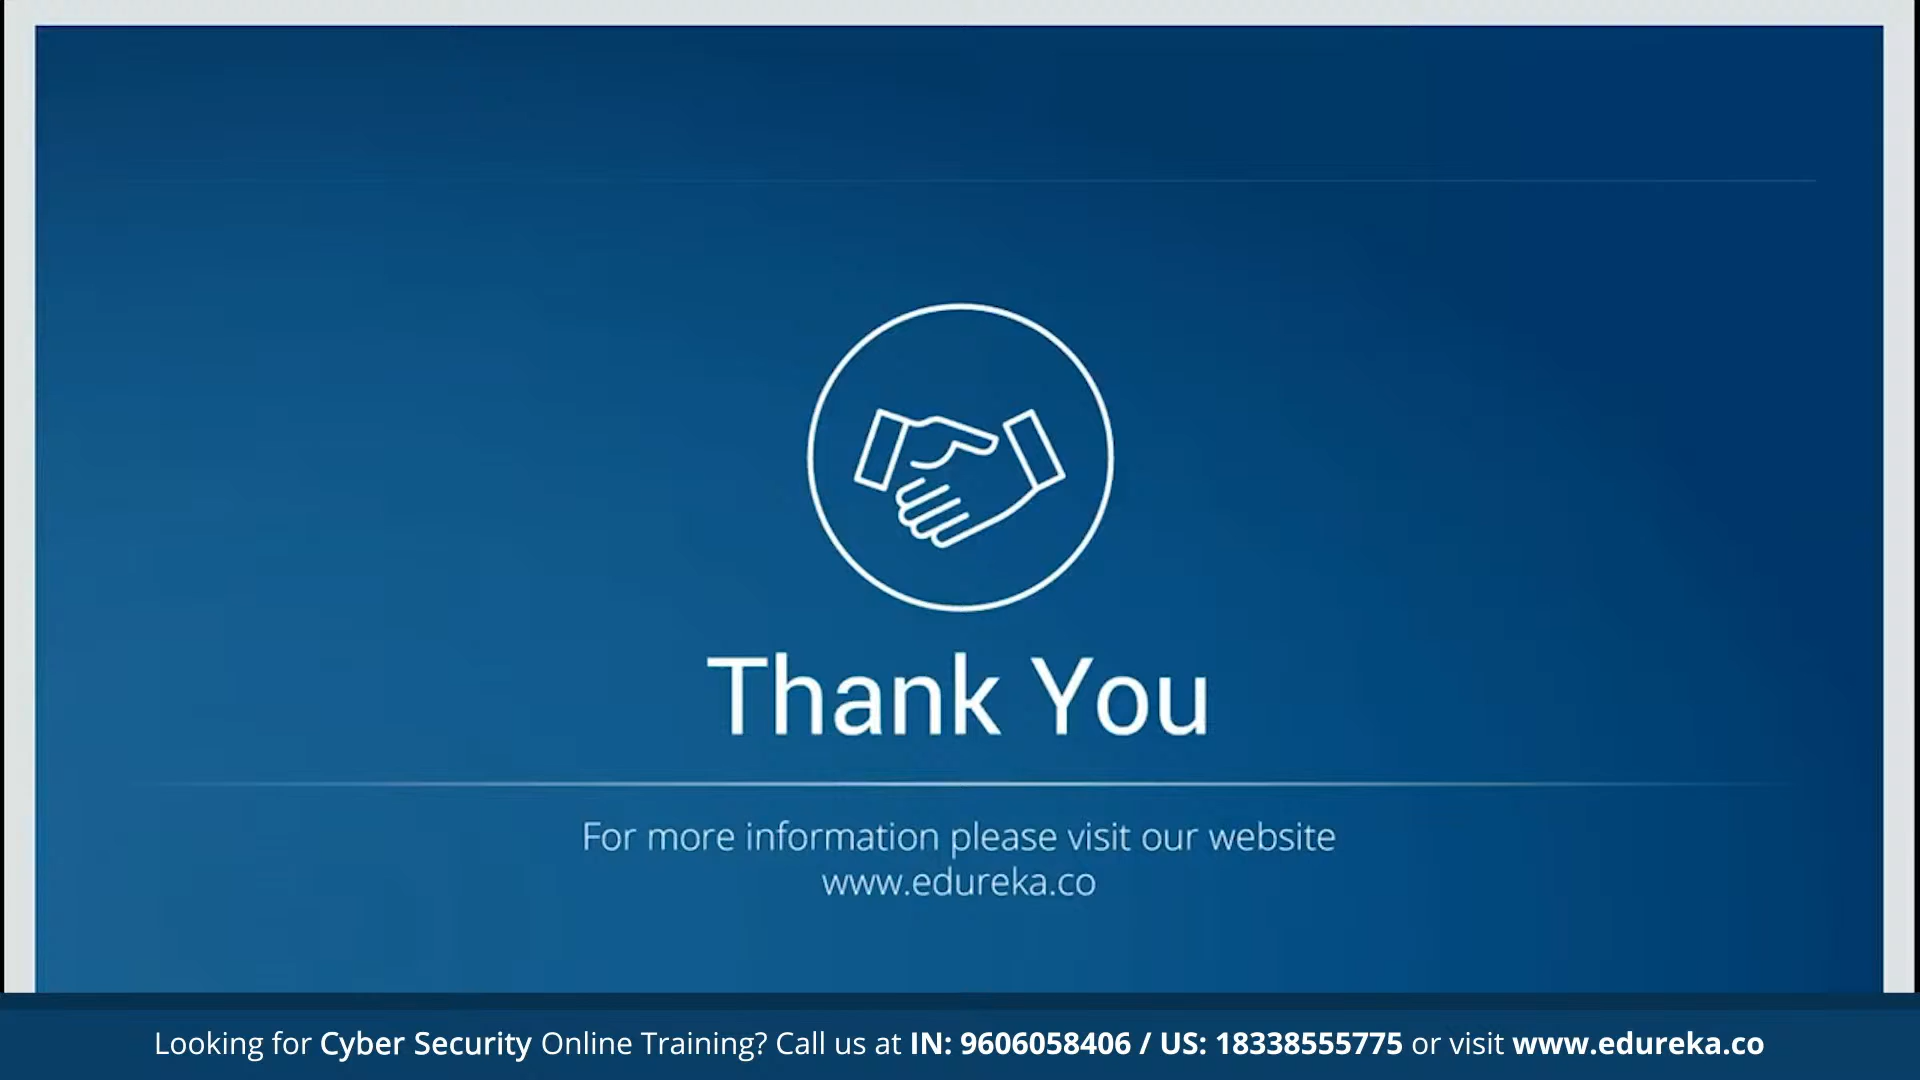 Thank You
For more information please visit our website
www.edureka.co
Looking for Cyber Security Online Training? Call us at IN: 9606058406 / US: 18338555775 or visit www.edureka.co